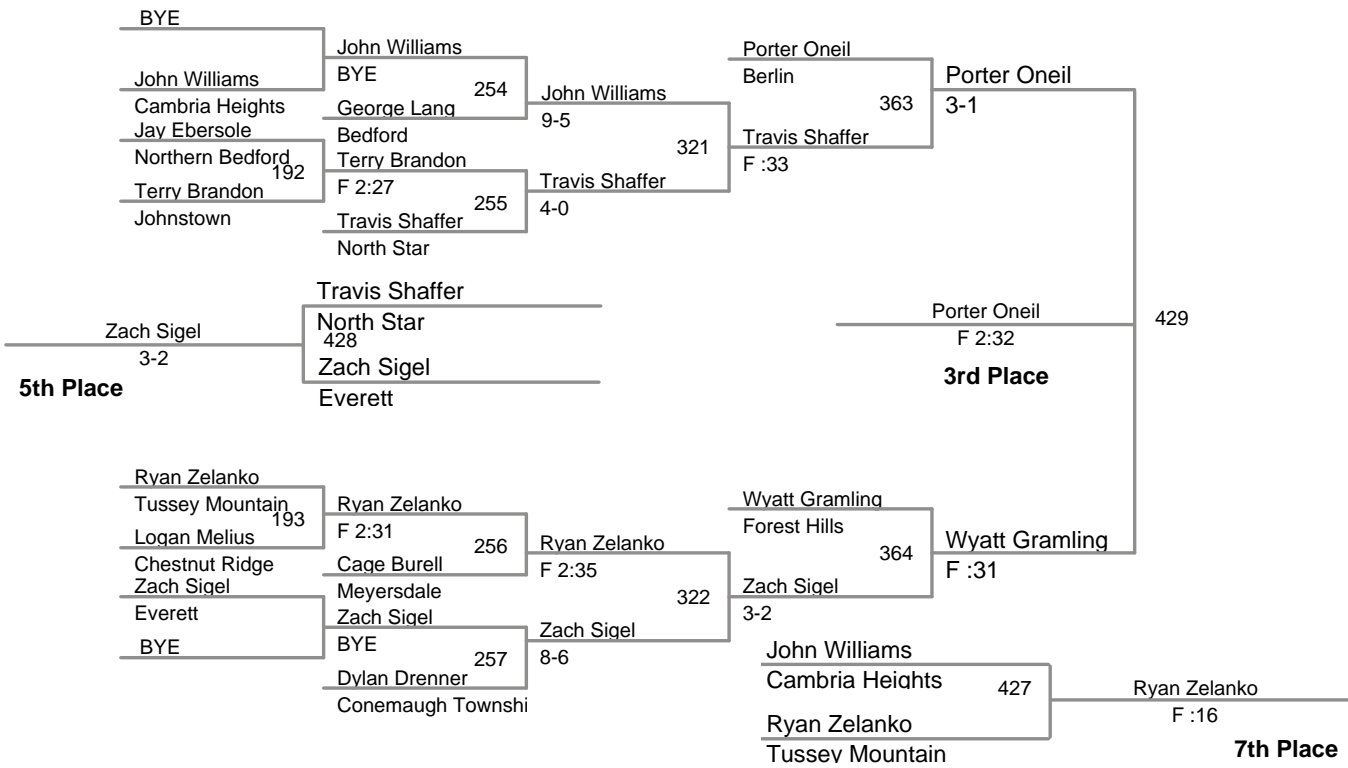 BYE
John Williams
Cambria Heights
Jay Ebersole
Northern Bedford
192
Terry Brandon
Johnstown
John Williams
BYE
254
George Lang
Bedford
Terry Brandon
F 2:27
255
Travis Shaffer
North Star
John Williams
9-5
321
Travis Shaffer
4-0
Porter Oneil
Berlin
363
Travis Shaffer
F :33
Porter Oneil
3-1
Travis Shaffer
North Star
428
Zach Sigel
Everett
Zach Sigel
3-2
5th Place
Porter Oneil
F 2:32
3rd Place
429
Ryan Zelanko
Tussey Mountain
193
Logan Melius
Chestnut Ridge
Zach Sigel
Everett
BYE
Ryan Zelanko
F 2:31
256
Cage Burell
Meyersdale
Zach Sigel
BYE
257
Dylan Drenner
Conemaugh Townshi
Ryan Zelanko
F 2:35
322
Zach Sigel
8-6
Wyatt Gramling
Forest Hills
364
Zach Sigel
3-2
Wyatt Gramling
F :31
John Williams
Cambria Heights
427
Ryan Zelanko
Tussey Mountain
Ryan Zelanko
F :16
7th Place